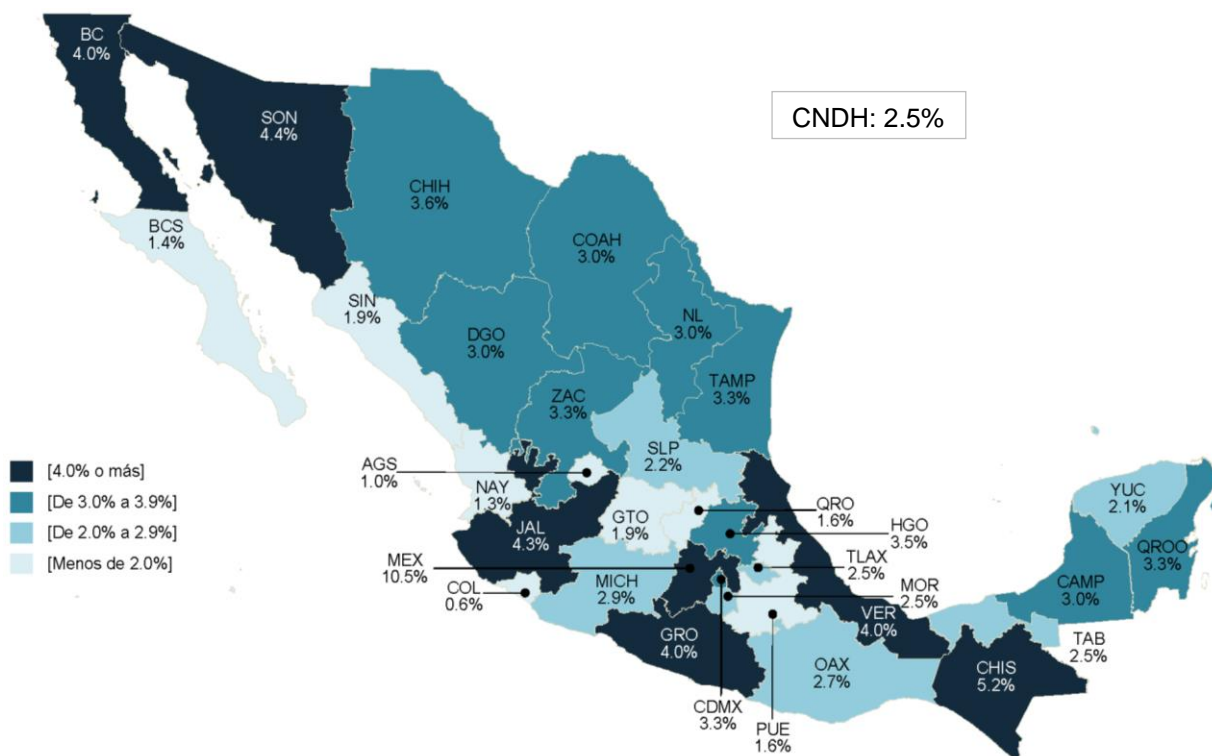 BC
4.0%
SON
4.4%
CNDH: 2.5%
CHIH
3.6%
BCS
1.4%
COAH
3.0%
SIN
1.9%
NL
3.0%
DGO
3.0%
TAMP
3.3%
ZAC
3.3%
SLP
2.2%
AGS
1.0%
NAY
1.3%
GTO
1.9%
QRO
1.6%
YUC
2.1%
JAL
4.3%
HGO
3.5%
QROO
3.3%
MEX
10.5%
TLAX
2.5%
CAMP
3.0%
COL
0.6%
MICH
2.9%
MOR
2.5%
VER
4.0%
GRO
4.0%
TAB
2.5%
OAX
2.7%
CHIS
5.2%
CDMX
3.3%
PUE
1.6%
[4.0% o más]
[De 3.0% a 3.9%]
[De 2.0% a 2.9%]
[Menos de 2.0%]